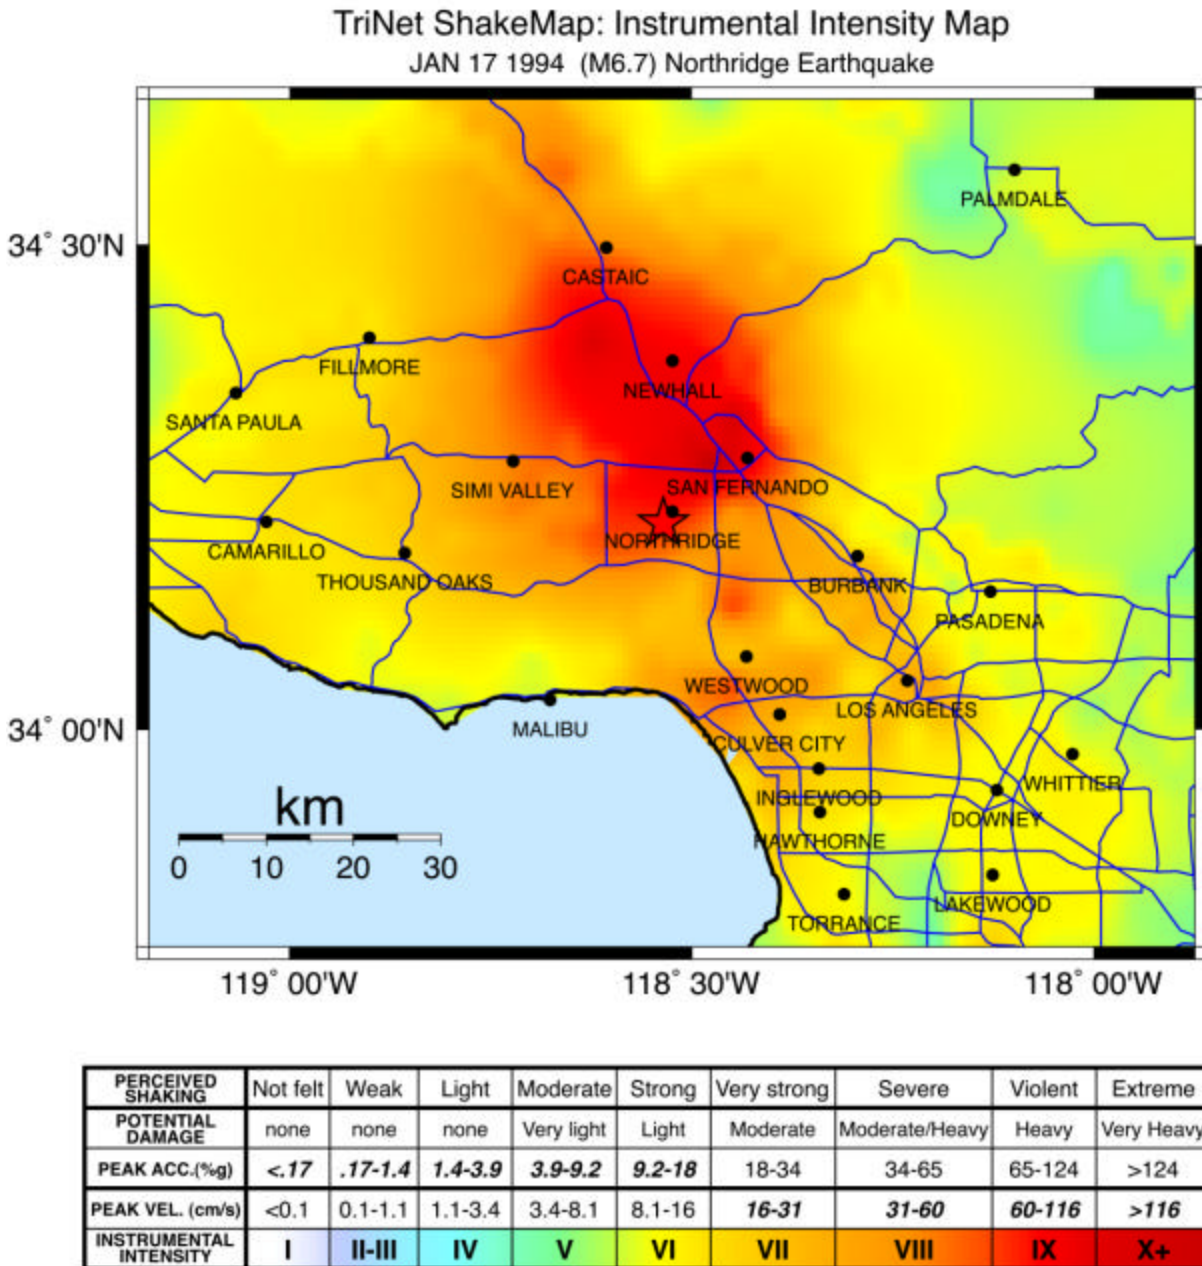 TriNet ShakeMap: Instrumental Intensity Map
JAN 17 1994 (M6.7) Northridge Earthquake
PALMDALE
34° 30'N
CASTAIC
FILLMORE
NEWHALL
SANTA PAULA
SIMI VALLEY
SAN FERNANDO
NORTHRIDGE
CAMARILLO
THOUSAND OAKS
BURBANK
PASADENA
WESTWOOD
LOS ANGELES
34° 00'N
MALIBU
CULVER CITY
WHITTIER
INGLEWOOD
km
DOWNEY
HAWTHORNE
0 10 20 30
LAKEWOOD
TORRANCE
119° 00'W 118° 30'W 118° 00'W
PERCEIVED SHAKING Not felt Weak Light Moderate Strong Very strong Severe Violent Extreme
POTENTIAL DAMAGE none none none Very light Light Moderate Moderate/Heavy Heavy Very Heavy
PEAK ACC.(%g) <.17 .17-1.4 1.4-3.9 3.9-9.2 9.2-18 18-34 34-65 65-124 >124
PEAK VEL. (cm/s) <0.1 0.1-1.1 1.1-3.4 3.4-8.1 8.1-16 16-31 31-60 60-116 >116
INSTRUMENTAL INTENSITY I II-III IV V VI VII VIII IX X+